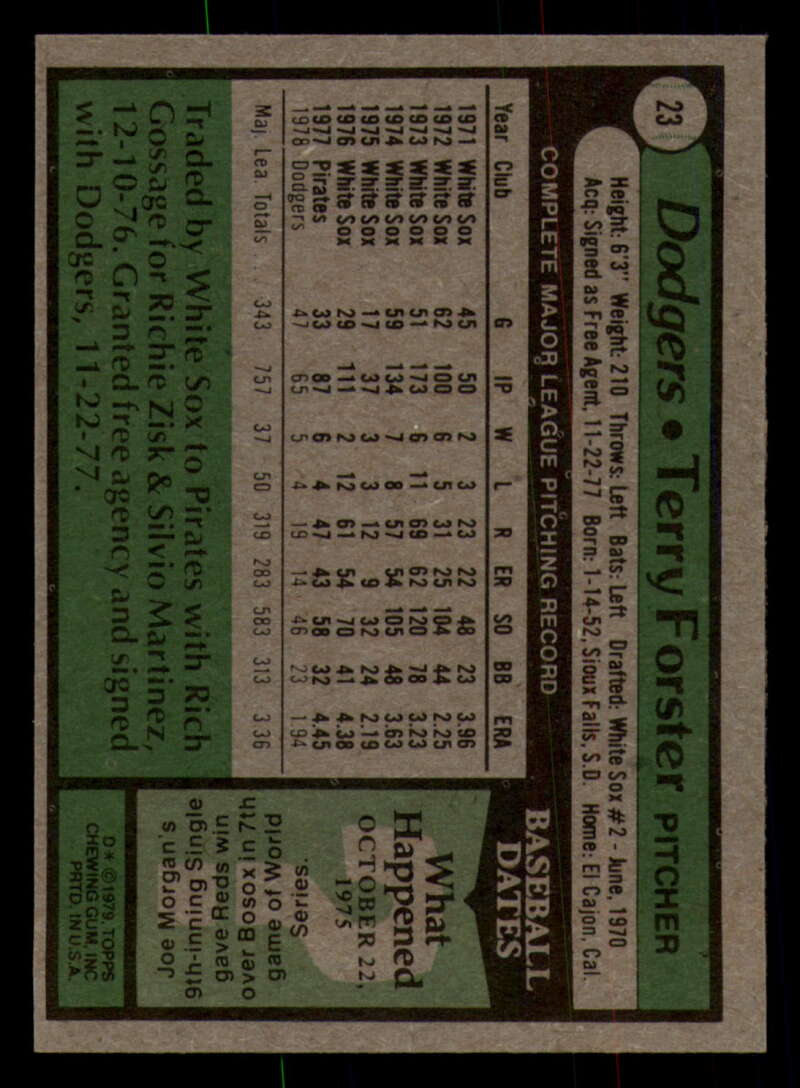 23
Dodgers • Terry Forster PITCHER
Height: 6'3" Weight: 210 Throws: Left Bats: Left Drafted: White Sox #2 - June, 1970
Acq: Signed as Free Agent, 11-22-77 Born: 1-14-52, Sioux Falls, S.D. Home: El Cajon, Cal.
COMPLETE MAJOR LEAGUE PITCHING RECORD
Year Club G IP W L R ER SO BB ERA
1971 White Sox 45 50 2 3 23 22 48 23 3.96
1972 White Sox 62 100 6 5 31 25 104 44 2.25
1973 White Sox 51 173 6 11 69 62 120 78 3.23
1974 White Sox 59 134 7 8 57 54 105 48 3.63
1975 White Sox 17 37 3 3 12 9 32 24 2.19
1976 White Sox 29 111 2 12 61 54 70 41 4.38
1977 Pirates 33 87 6 4 47 43 58 32 4.45
1978 Dodgers 47 65 5 4 19 14 46 23 1.94
Maj. Lea. Totals . . 343 757 37 50 319 283 583 313 3.36
Traded by White Sox to Pirates with Rich
Gossage for Richie Zisk & Silvio Martinez,
12-10-76. Granted free agency and signed
with Dodgers, 11-22-77.
BASEBALL
DATES
What
Happened
OCTOBER 22,
1975
Joe Morgan's
9th-inning Single
gave Reds win
over Bosox in 7th
game of World
Series.
D* ©1979, TOPPS
CHEWING GUM, INC
PRTD. IN U.S.A.